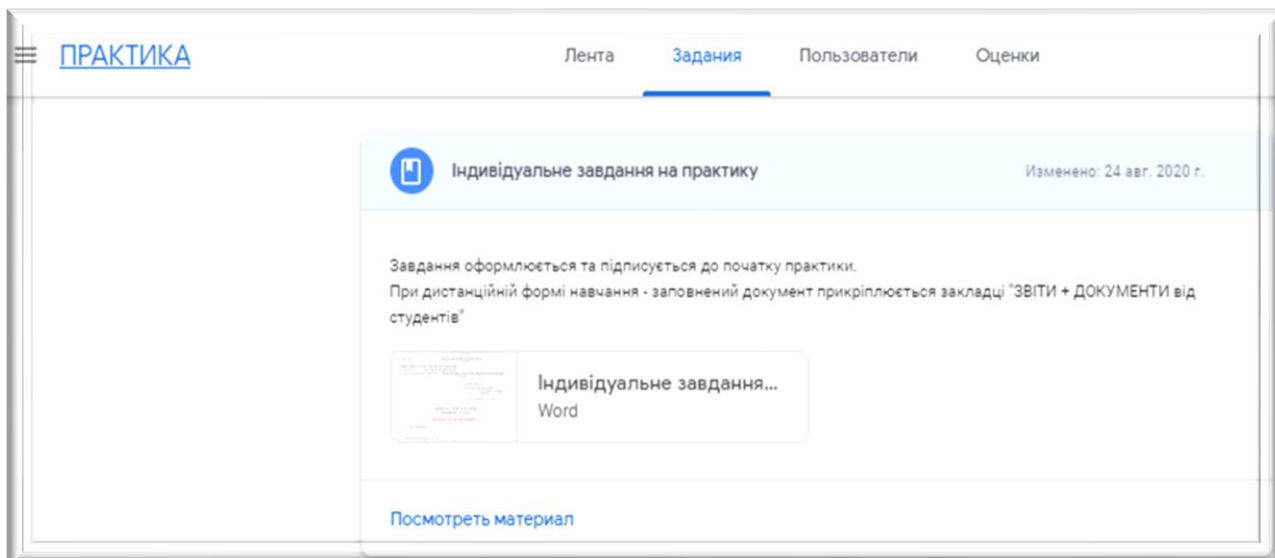 ПРАКТИКА
Лента Задания Пользователи Оценки
Індивідуальне завдання на практику
Изменено: 24 авг. 2020 г.
Завдання оформлюється та підписується до початку практики.
При дистанційній формі навчання - заповнений документ прикріплюється закладці "ЗВІТИ + ДОКУМЕНТИ від
студентів"
Індивідуальне завдання...
Word
Посмотреть материал